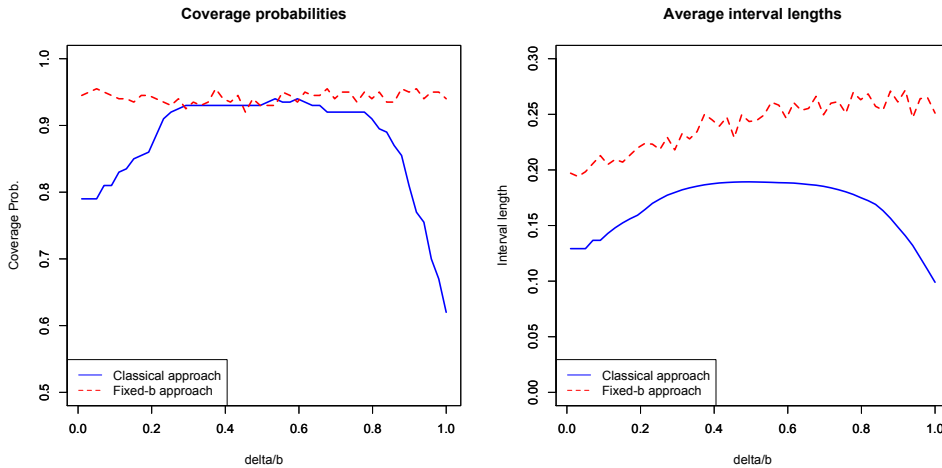 Coverage probabilities
Coverage Prob.
1.0
0.9
0.8
0.7
0.6
0.5
Classical approach
Fixed-b approach
0.0 0.2 0.4 0.6 0.8 1.0
delta/b
Average interval lengths
Interval length
0.30
0.25
0.20
0.15
0.10
0.05
0.00
Classical approach
Fixed-b approach
0.0 0.2 0.4 0.6 0.8 1.0
delta/b